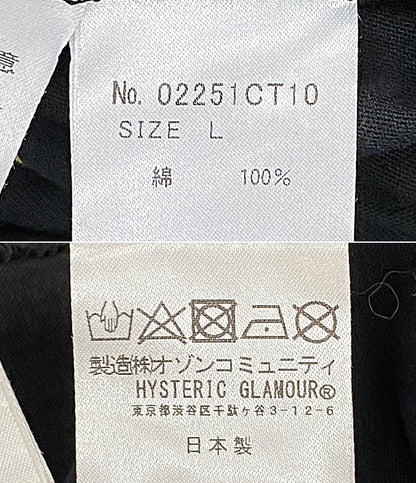 No. 02251CT10
SIZE L
綿 100%
製造㈱オゾンコミュニティ
HYSTERIC GLAMOUR®
東京都渋谷区千駄ヶ谷3-12-6
日本製